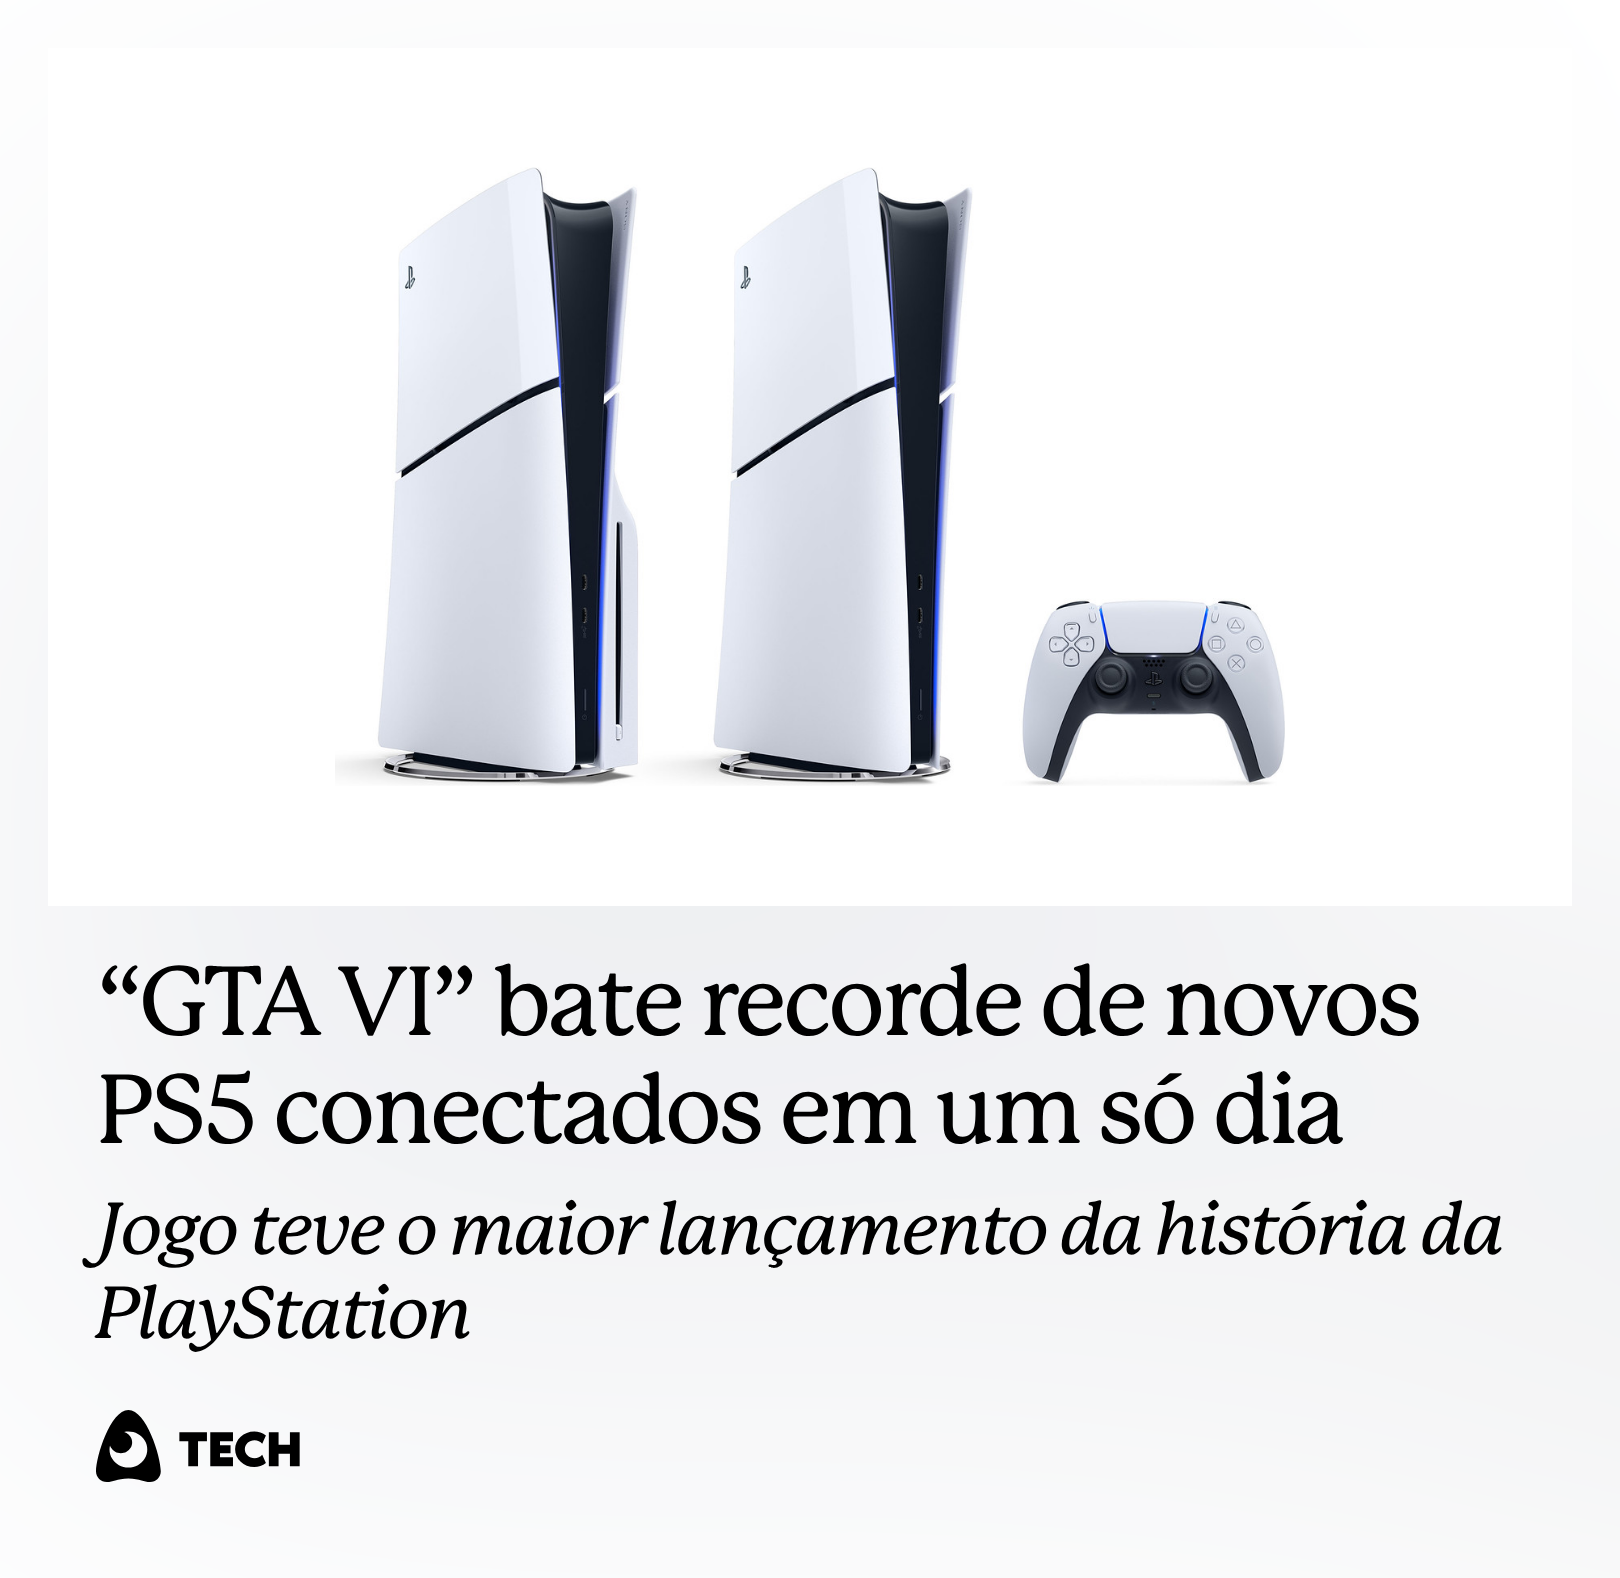 “GTA VI” bate recorde de novos
PS5 conectados em um só dia
Jogo teve o maior lançamento da história da
PlayStation
TECH